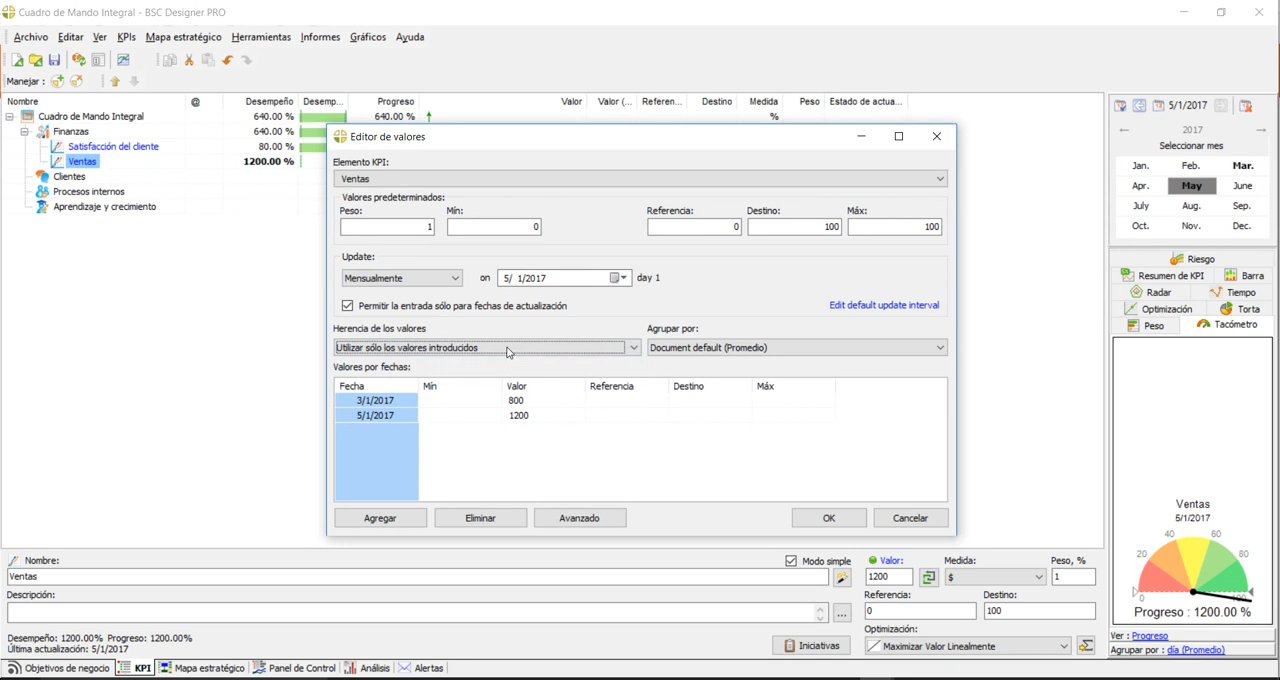 Cuadro de Mando Integral - BSC Designer PRO
Archivo Editar Ver KPIs Mapa estratégico Herramientas Informes Gráficos Ayuda
Manejar :
Nombre @ Desempeño Desemp... Progreso Valor Valor (... Referen... Destino Medida Peso Estado de actua...
Cuadro de Mando Integral 640.00 % 640.00 % %
Finanzas 640.00 %
Satisfacción del cliente 80.00 %
Ventas 1200.00 %
Clientes
Procesos internos
Aprendizaje y crecimiento
Editor de valores
Elemento KPI:
Ventas
Valores predeterminados:
Peso: Mín: Referencia: Destino: Máx:
1 0 0 100 100
Update:
Mensualmente on 5/ 1/2017 day 1
Permitir la entrada sólo para fechas de actualización Edit default update interval
Herencia de los valores Agrupar por:
Utilizar sólo los valores introducidos Document default (Promedio)
Valores por fechas:
Fecha Mín Valor Referencia Destino Máx
3/1/2017 800
5/1/2017 1200
Agregar Eliminar Avanzado OK Cancelar
5/1/2017
2017
Seleccionar mes
Jan. Feb. Mar.
Apr. May June
July Aug. Sep.
Oct. Nov. Dec.
Riesgo
Resumen de KPI Barra
Radar Tiempo
Optimización Torta
Peso Tacómetro
Ventas
5/1/2017
40 60
20 80
0 100
Progreso : 1200.00 %
Ver : Progreso
Agrupar por : día (Promedio)
Nombre: Modo simple Valor: Medida: Peso, %
Ventas 1200 $ 1
Descripción: Referencia: Destino:
... 0 100
Optimización:
Desempeño: 1200.00% Progreso: 1200.00%
Última actualización: 5/1/2017
Iniciativas Maximizar Valor Linealmente
Objetivos de negocio KPI Mapa estratégico Panel de Control Análisis Alertas